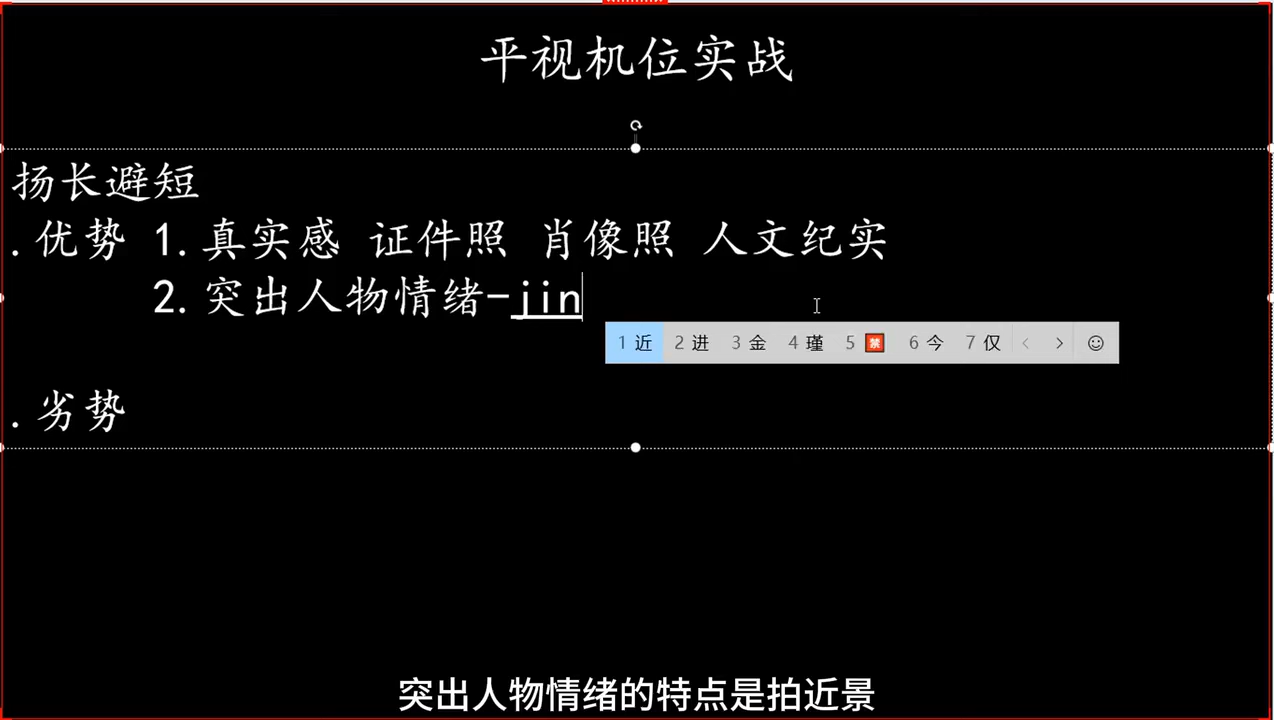 平视机位实战
扬长避短
.优势 1.真实感 证件照 肖像照 人文纪实
2.突出人物情绪-jin
1 近 2 进 3 金 4 瑾 5 🈲 6 今 7 仅
.劣势
突出人物情绪的特点是拍近景